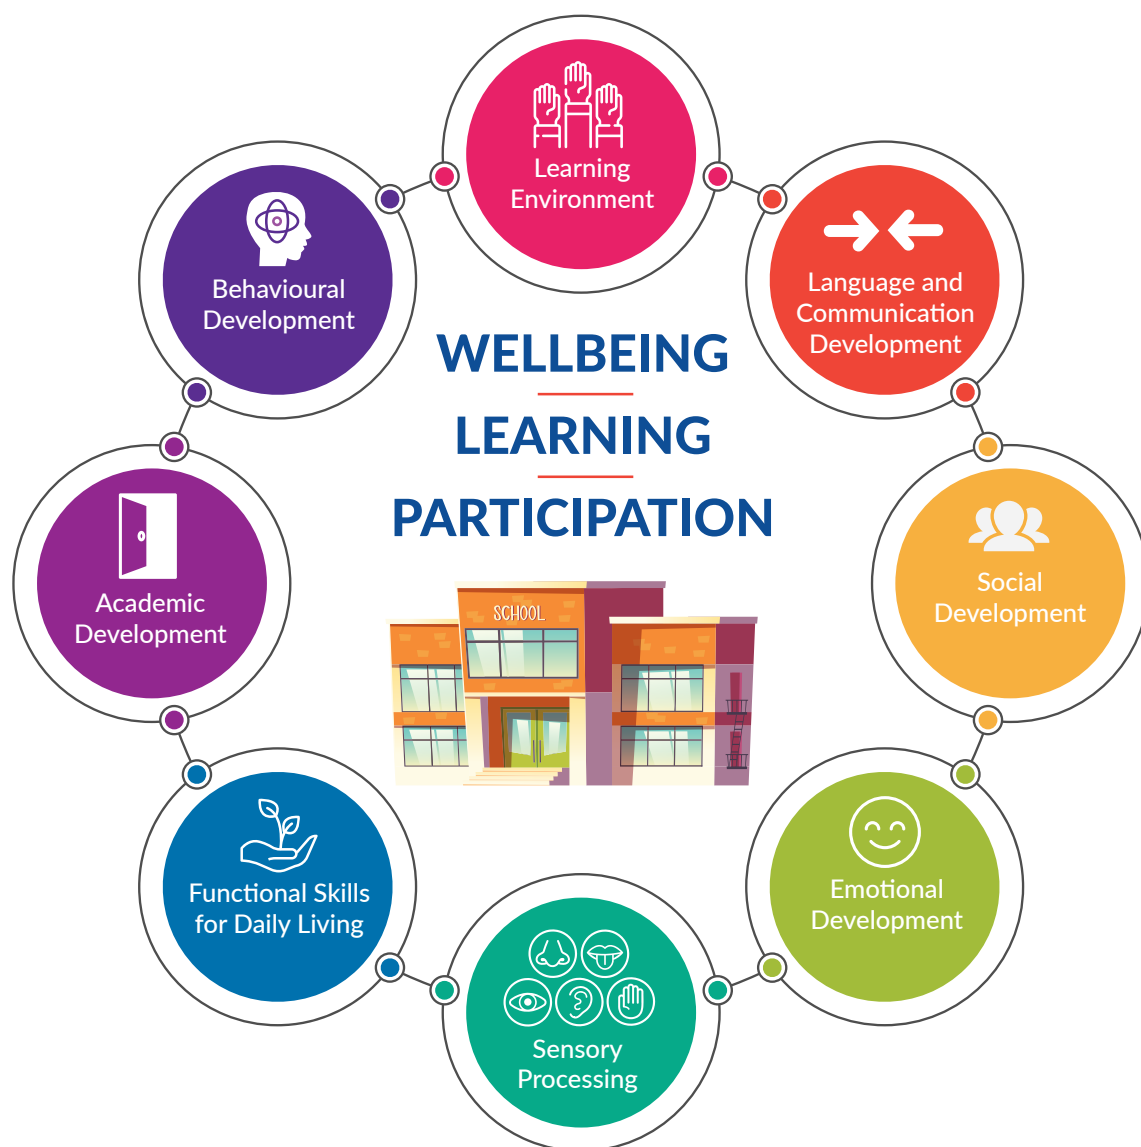 Learning
Environment
Language and
Communication
Development
Social
Development
Emotional
Development
Sensory
Processing
Functional Skills
for Daily Living
Academic
Development
Behavioural
Development
WELLBEING
LEARNING
PARTICIPATION
SCHOOL